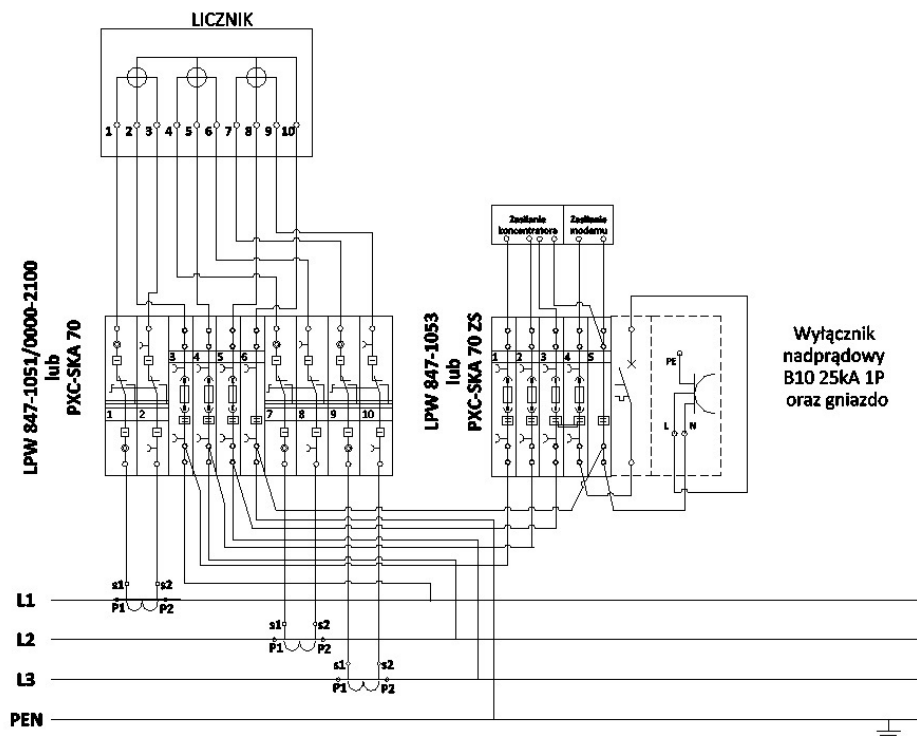 LICZNIK
1 2 3 4 5 6 7 8 9 10
Zasilanie koncentratora
Zasilanie modemu
LPW 847-1051/0000-2100
lub
PXC-SKA 70
3 4 5 6
1 2
7 8 9 10
LPW 847-1053
lub
PXC-SKA 70 ZS
1 2 3 4 5
PE
L N
Wyłącznik
nadprądowy
B10 25kA 1P
oraz gniazdo
s1 s2
L1
P1 P2
s1 s2
L2
P1 P2
s1 s2
L3
P1 P2
PEN